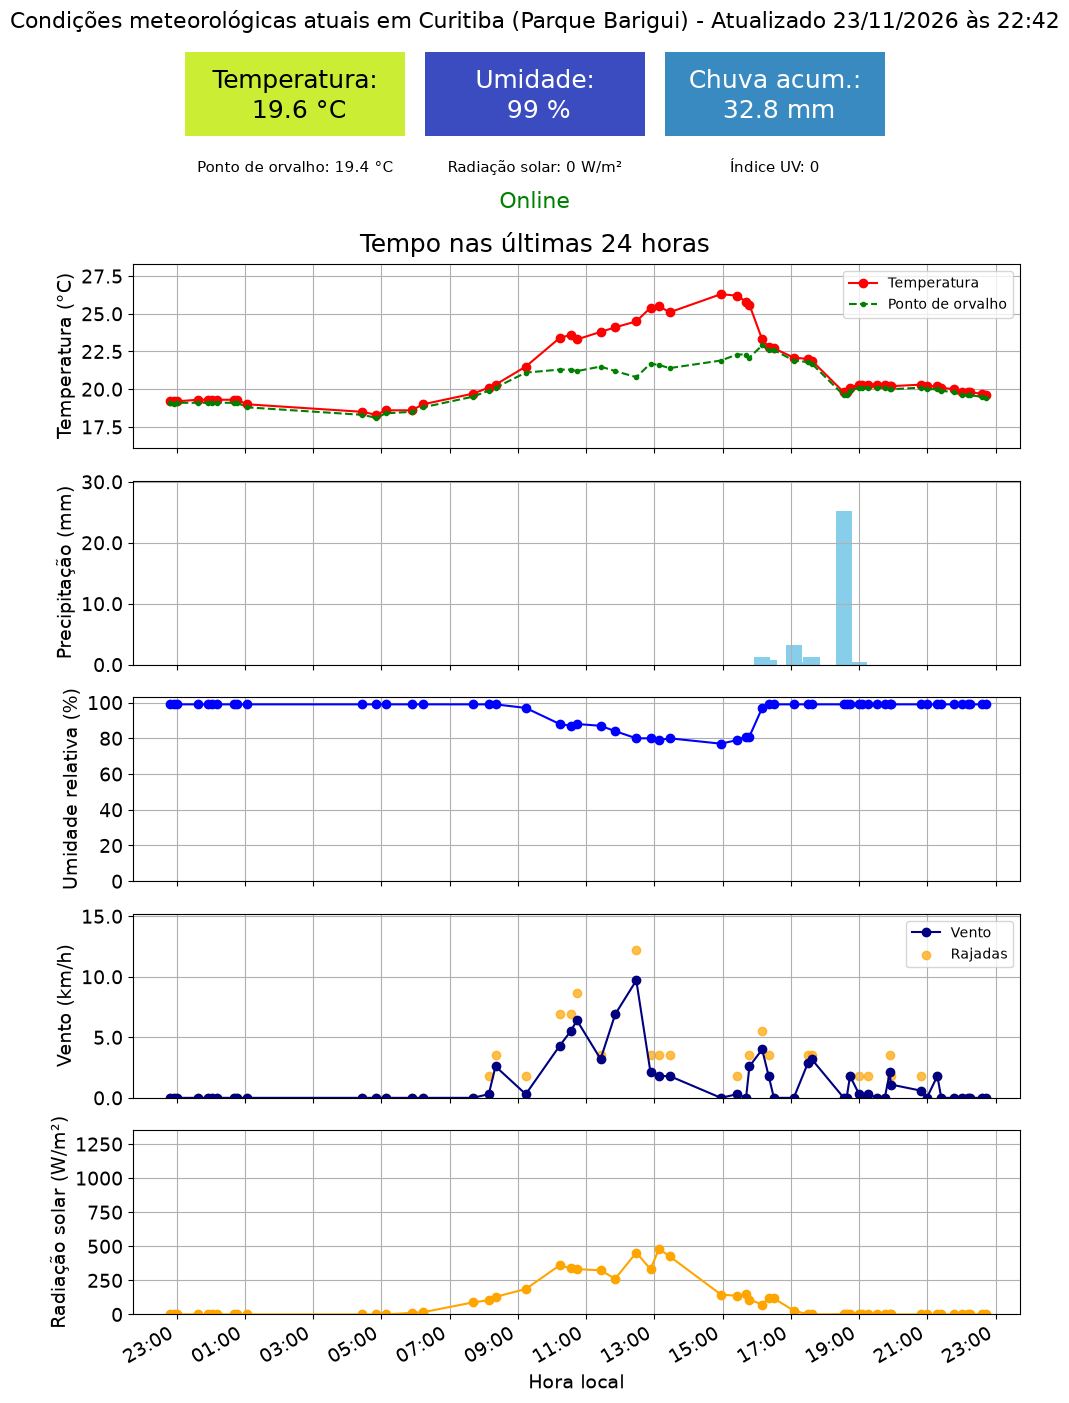 Condições meteorológicas atuais em Curitiba (Parque Barigui) - Atualizado 23/11/2026 às 22:42
Temperatura:
19.6 °C
Umidade:
99 %
Chuva acum.:
32.8 mm
Ponto de orvalho: 19.4 °C
Radiação solar: 0 W/m²
Índice UV: 0
Online
Tempo nas últimas 24 horas
Temperatura (°C)
27.5
25.0
22.5
20.0
17.5
Temperatura
Ponto de orvalho
Precipitação (mm)
30.0
20.0
10.0
0.0
Umidade relativa (%)
100
80
60
40
20
0
Vento (km/h)
15.0
10.0
5.0
0.0
Vento
Rajadas
Radiação solar (W/m²)
1250
1000
750
500
250
0
23:00
01:00
03:00
05:00
07:00
09:00
11:00
13:00
15:00
17:00
19:00
21:00
23:00
Hora local